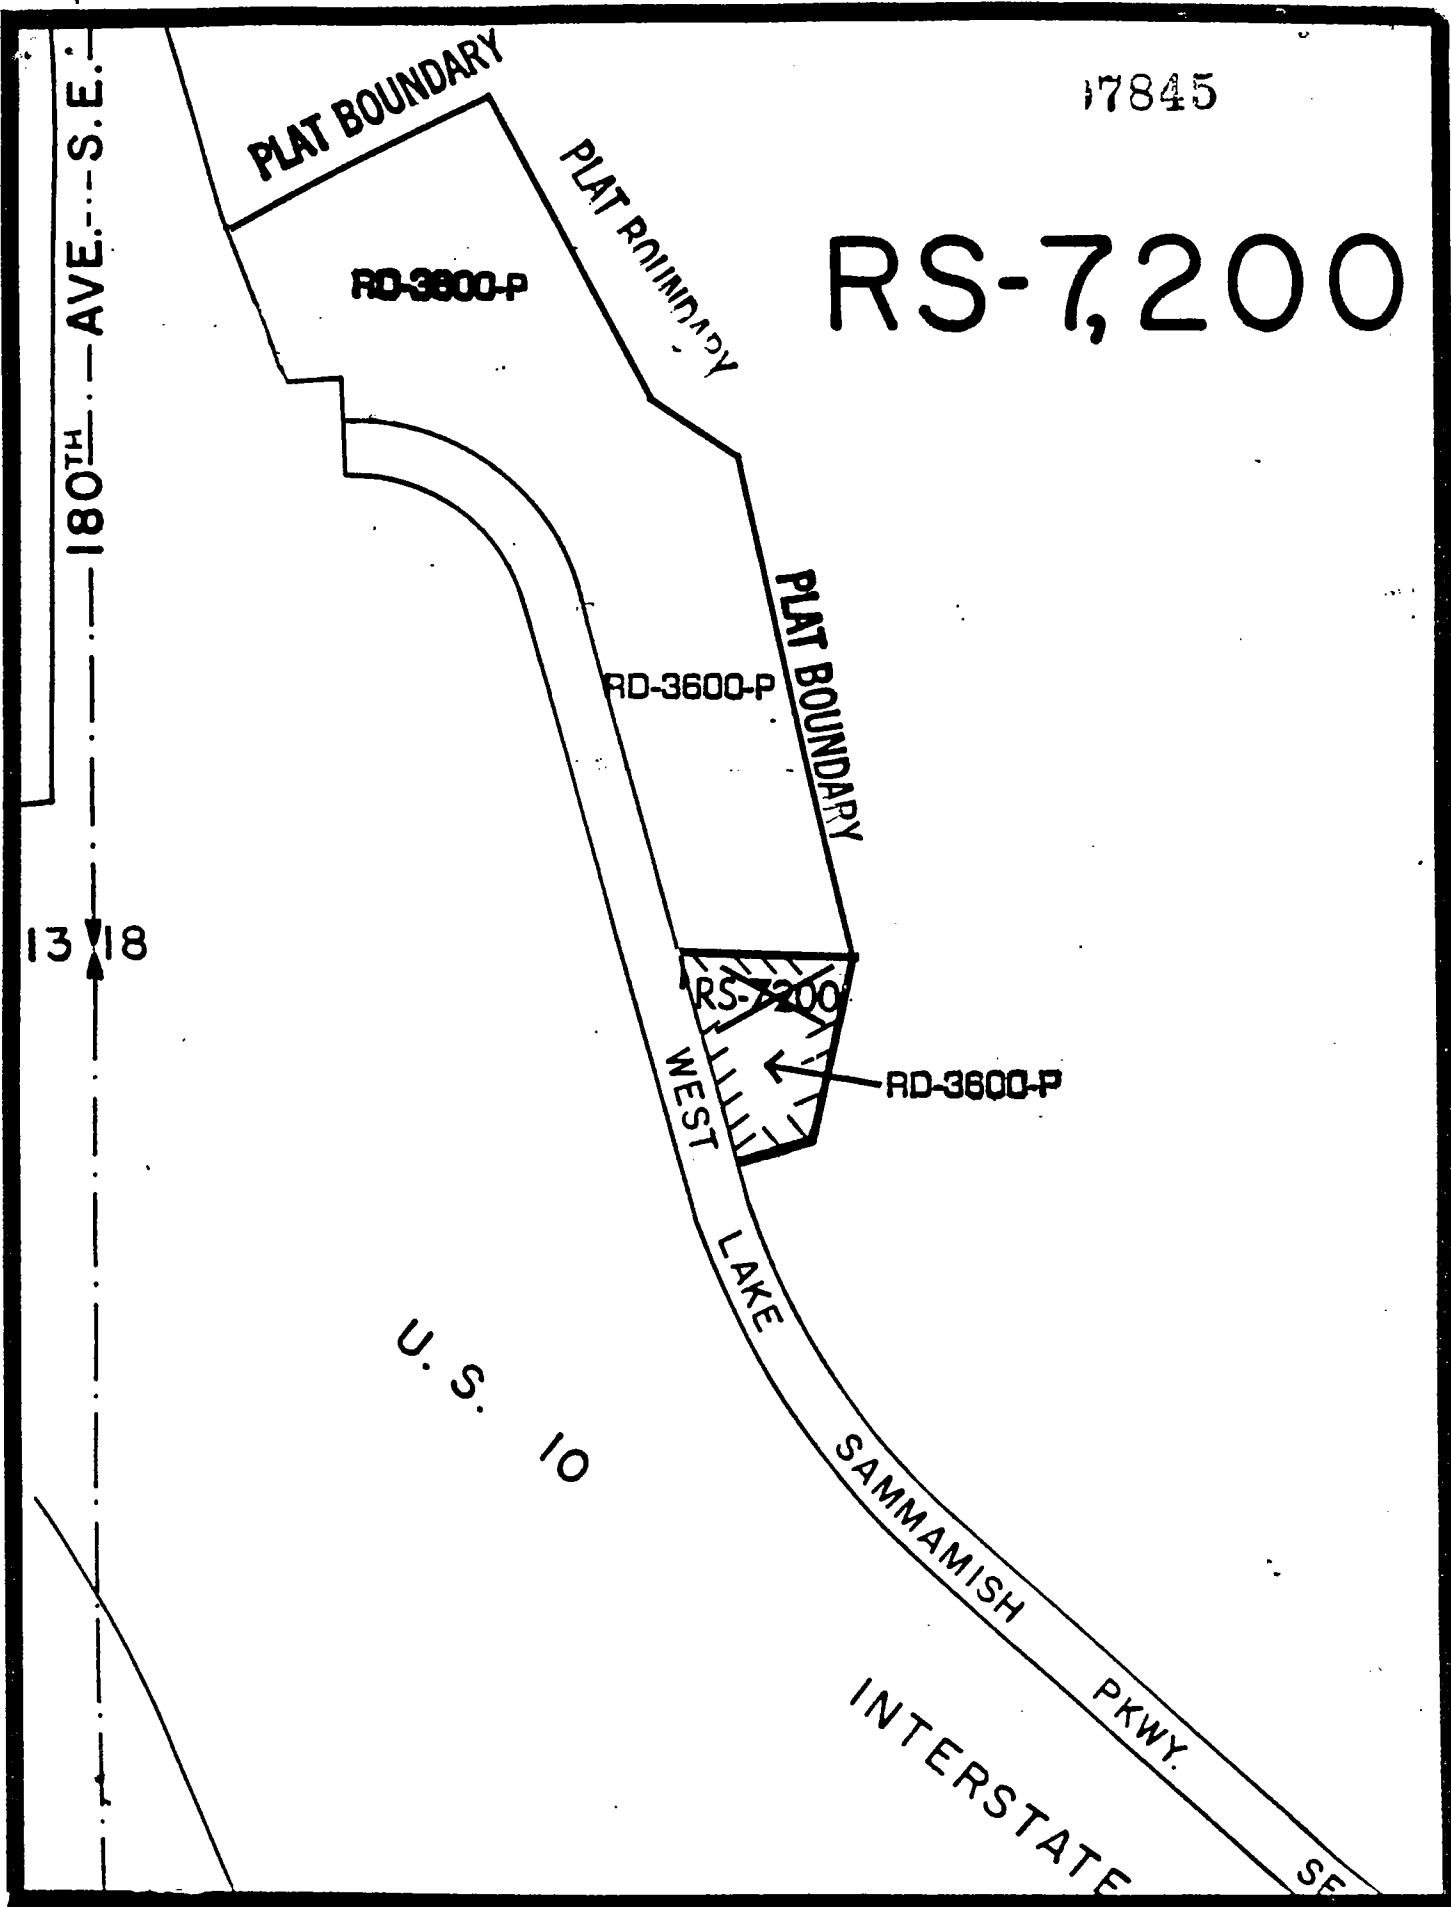 17845
PLAT BOUNDARY
PLAT BOUNDARY
180TH AVE. S.E.
RS-7,200
RD-3600-P
RD-3600-P
PLAT BOUNDARY
13 18
RS-7200
RD-3600-P
WEST LAKE SAMMAMISH PKWY. SE
U. S. 10
INTERSTATE